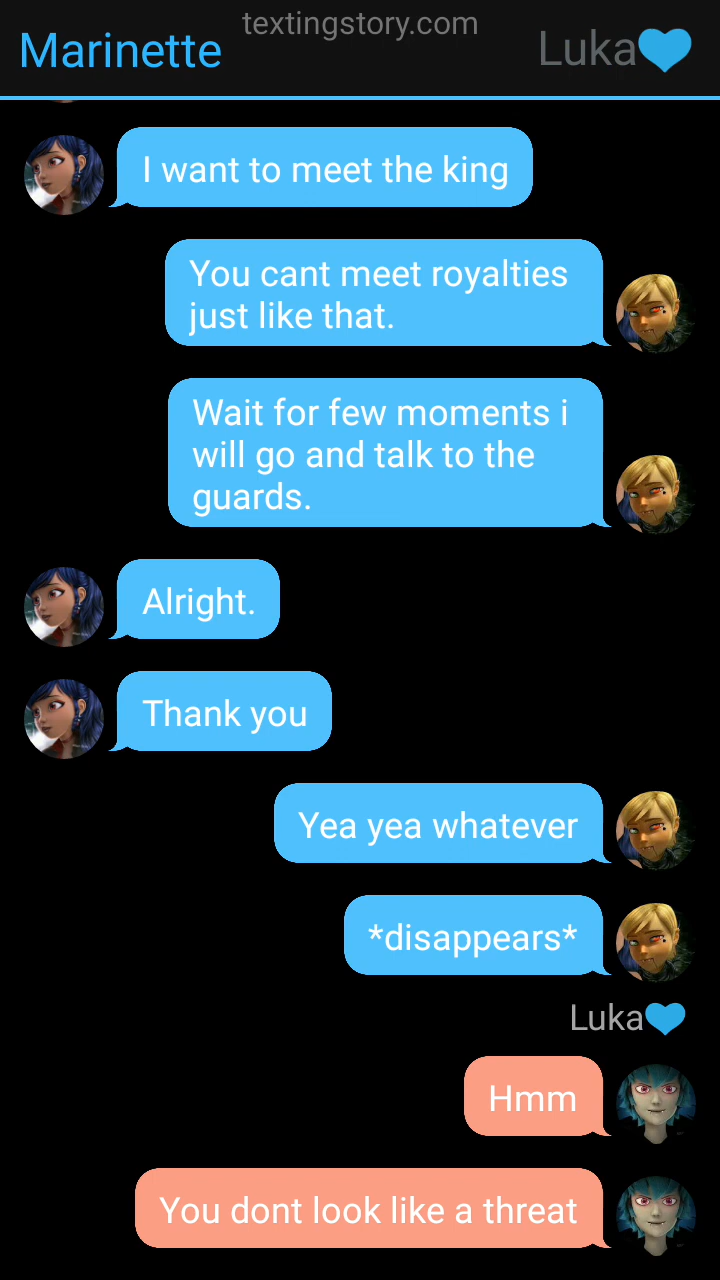 textingstory.com
Marinette
Luka💙
I want to meet the king
You cant meet royalties
just like that.
Wait for few moments i
will go and talk to the
guards.
Alright.
Thank you
Yea yea whatever
*disappears*
Luka💙
Hmm
You dont look like a threat